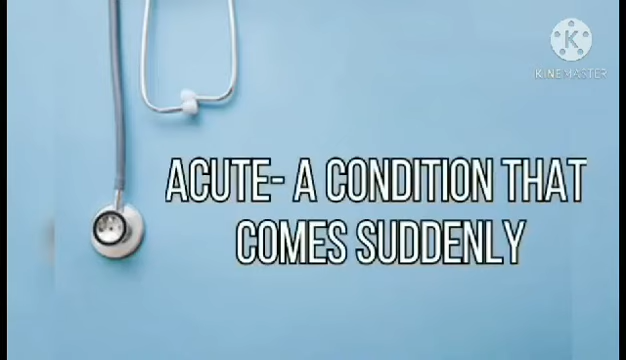 K
KINEMASTER
ACUTE- A CONDITION THAT
COMES SUDDENLY